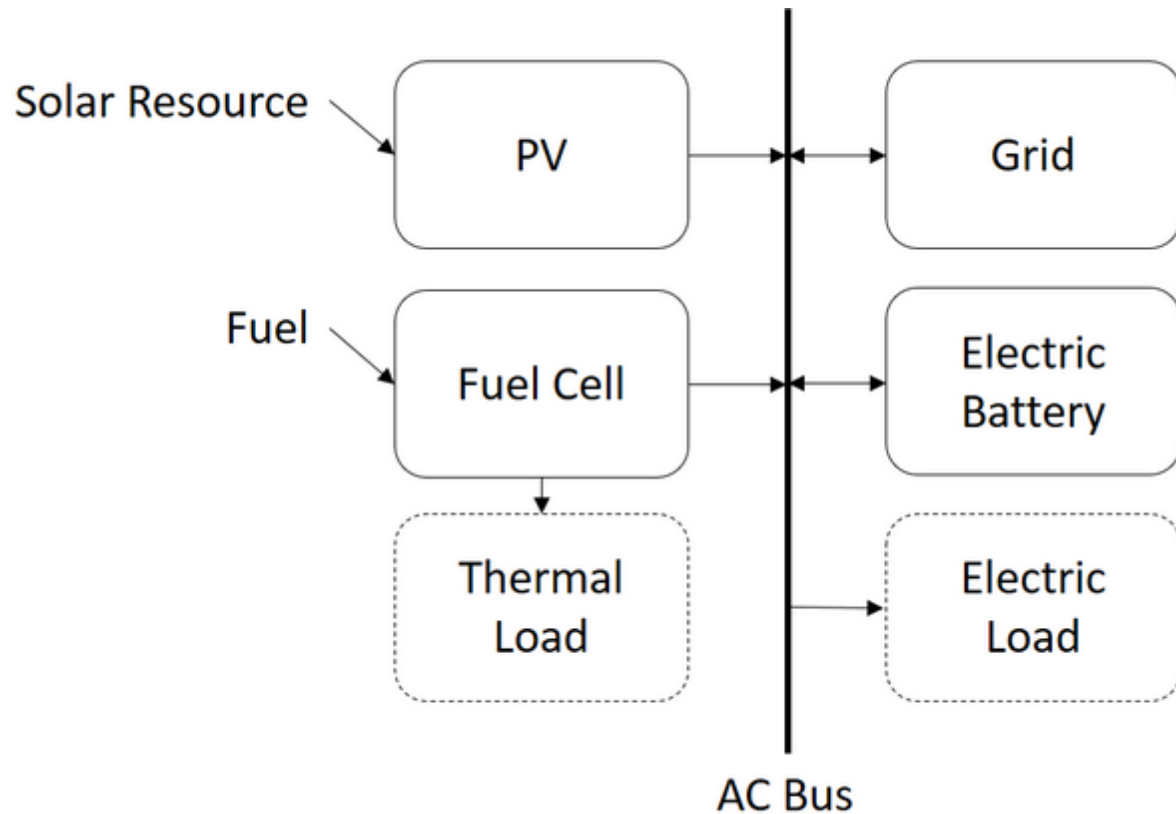 Solar Resource
PV
Grid
Fuel
Fuel Cell
Electric
Battery
Thermal
Load
Electric
Load
AC Bus